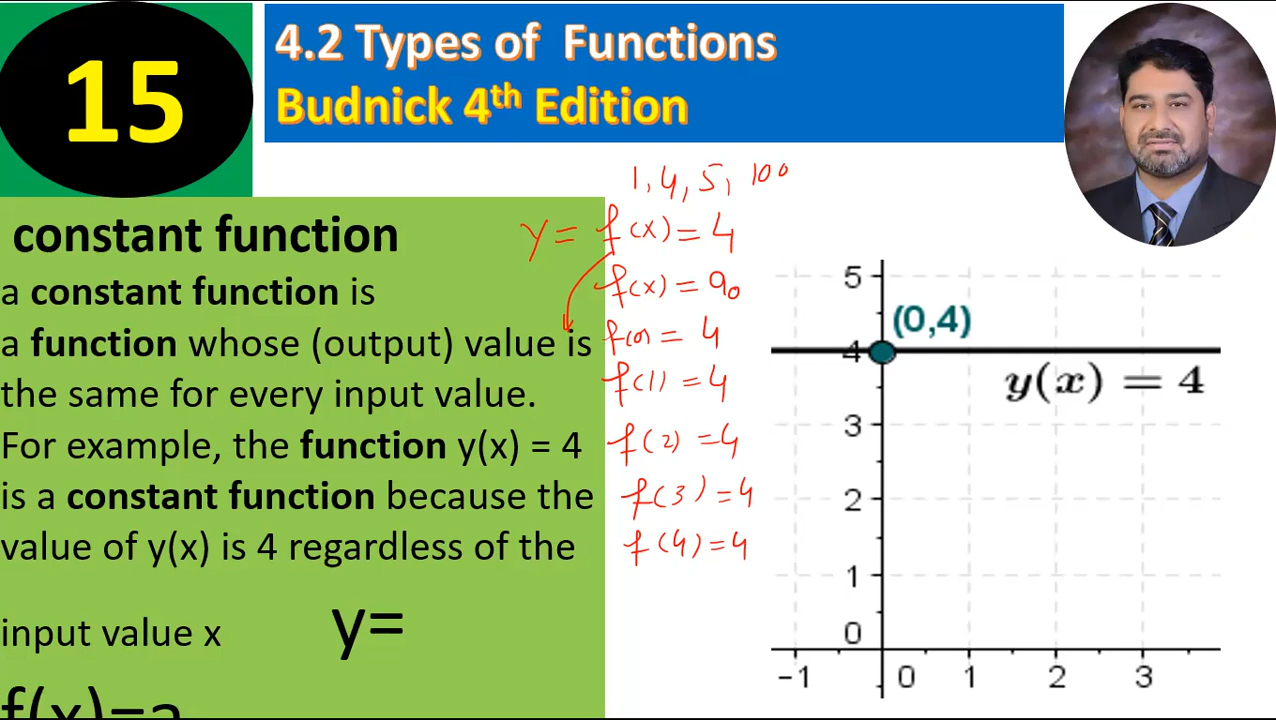 15
4.2 Types of Functions
Budnick 4th Edition
constant function
a constant function is
a function whose (output) value is
the same for every input value.
For example, the function y(x) = 4
is a constant function because the
value of y(x) is 4 regardless of the
input value x y=
f(x)=a
1, 4, 5, 100
y = f(x) = 4
f(x) = a₀
f(0) = 4
f(1) = 4
f(2) = 4
f(3) = 4
f(4) = 4
5
(0,4)
4
y(x) = 4
3
2
1
0
-1 0 1 2 3